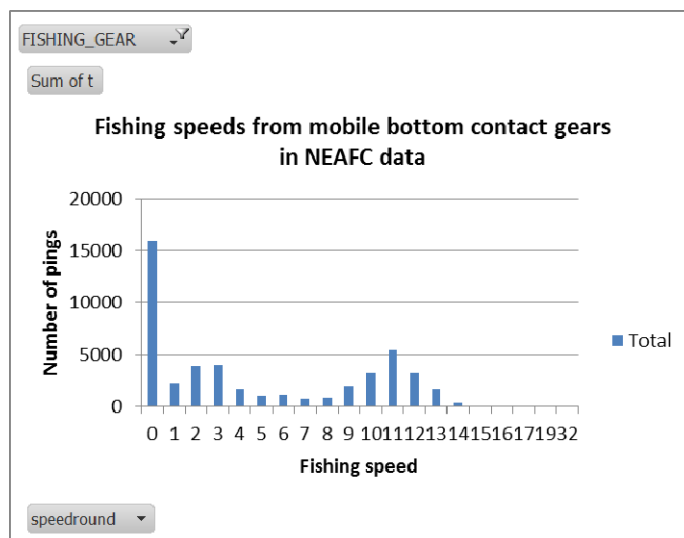 FISHING_GEAR
Sum of t
Fishing speeds from mobile bottom contact gears
in NEAFC data
Number of pings
20000
15000
10000
5000
0
0 1 2 3 4 5 6 7 8 9 10 11 12 13 14 15 16 17 19 32
Fishing speed
Total
speedround